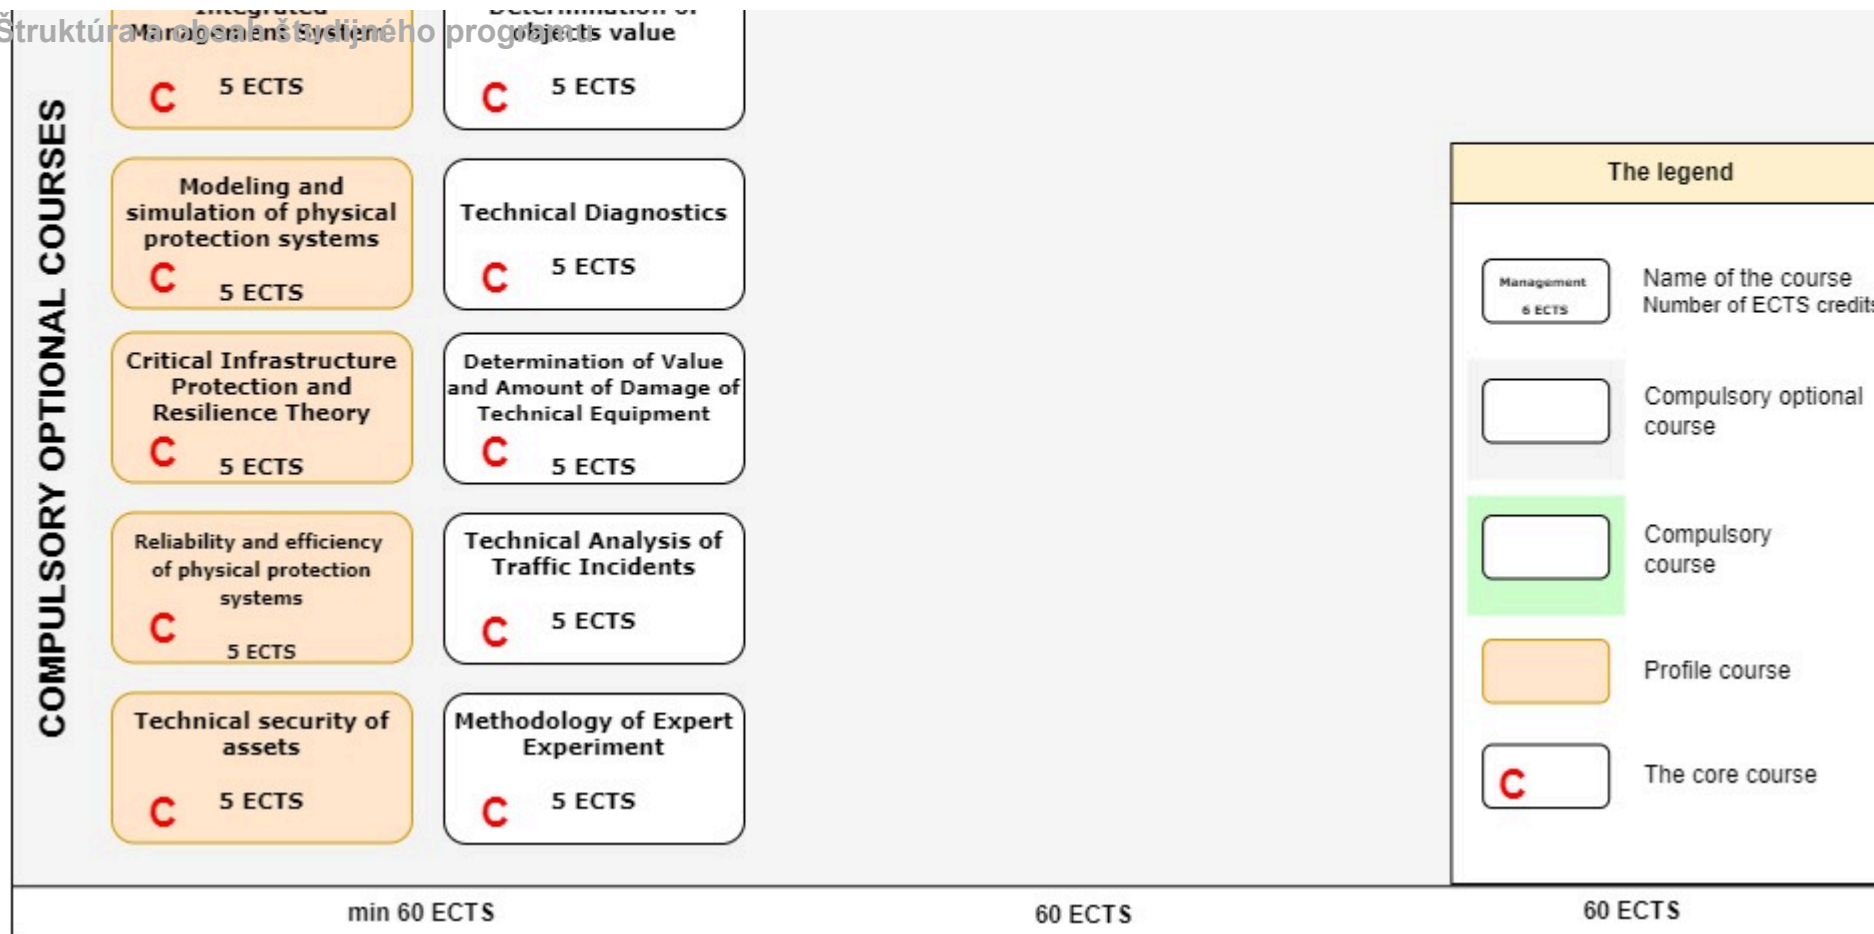 Štruktúra a obsah študijného programu
Integrated
Management System
C 5 ECTS
Determination of
objects value
C 5 ECTS
COMPULSORY OPTIONAL COURSES
Modeling and
simulation of physical
protection systems
C 5 ECTS
Technical Diagnostics
C 5 ECTS
Critical Infrastructure
Protection and
Resilience Theory
C 5 ECTS
Determination of Value
and Amount of Damage of
Technical Equipment
C 5 ECTS
Reliability and efficiency
of physical protection
systems
C 5 ECTS
Technical Analysis of
Traffic Incidents
C 5 ECTS
Technical security of
assets
C 5 ECTS
Methodology of Expert
Experiment
C 5 ECTS
The legend
Management
6 ECTS
Name of the course
Number of ECTS credits
Compulsory optional
course
Compulsory
course
Profile course
C
The core course
min 60 ECTS
60 ECTS
60 ECTS